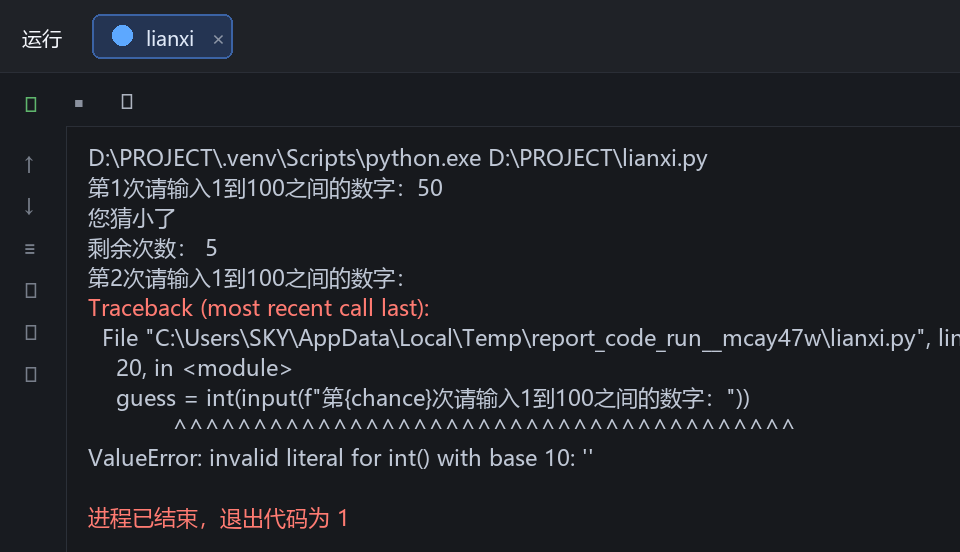 运行 lianxi ×
D:\PROJECT\.venv\Scripts\python.exe D:\PROJECT\lianxi.py
第1次请输入1到100之间的数字：50
您猜小了
剩余次数： 5
第2次请输入1到100之间的数字：
Traceback (most recent call last):
File "C:\Users\SKY\AppData\Local\Temp\report_code_run__mcay47w\lianxi.py", lin
20, in <module>
guess = int(input(f"第{chance}次请输入1到100之间的数字："))
^^^^^^^^^^^^^^^^^^^^^^^^^^^^^^^^^^^^^^^
ValueError: invalid literal for int() with base 10: ''
进程已结束，退出代码为 1